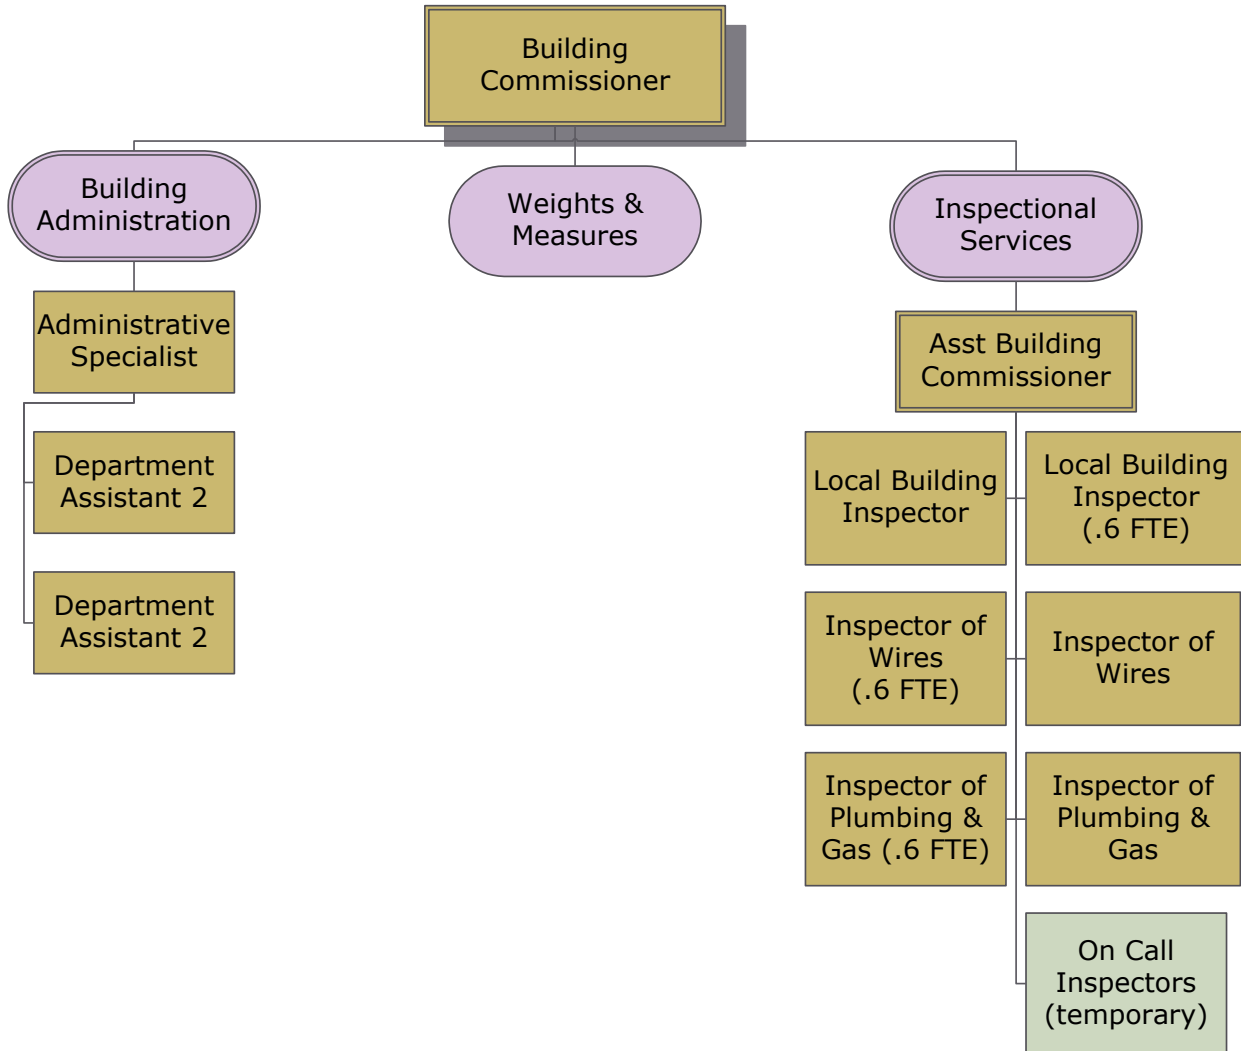 Building
Commissioner
Building
Administration
Weights &
Measures
Inspectional
Services
Administrative
Specialist
Asst Building
Commissioner
Department
Assistant 2
Department
Assistant 2
Local Building
Inspector
Local Building
Inspector
(.6 FTE)
Inspector of
Wires
(.6 FTE)
Inspector of
Wires
Inspector of
Plumbing &
Gas (.6 FTE)
Inspector of
Plumbing &
Gas
On Call
Inspectors
(temporary)